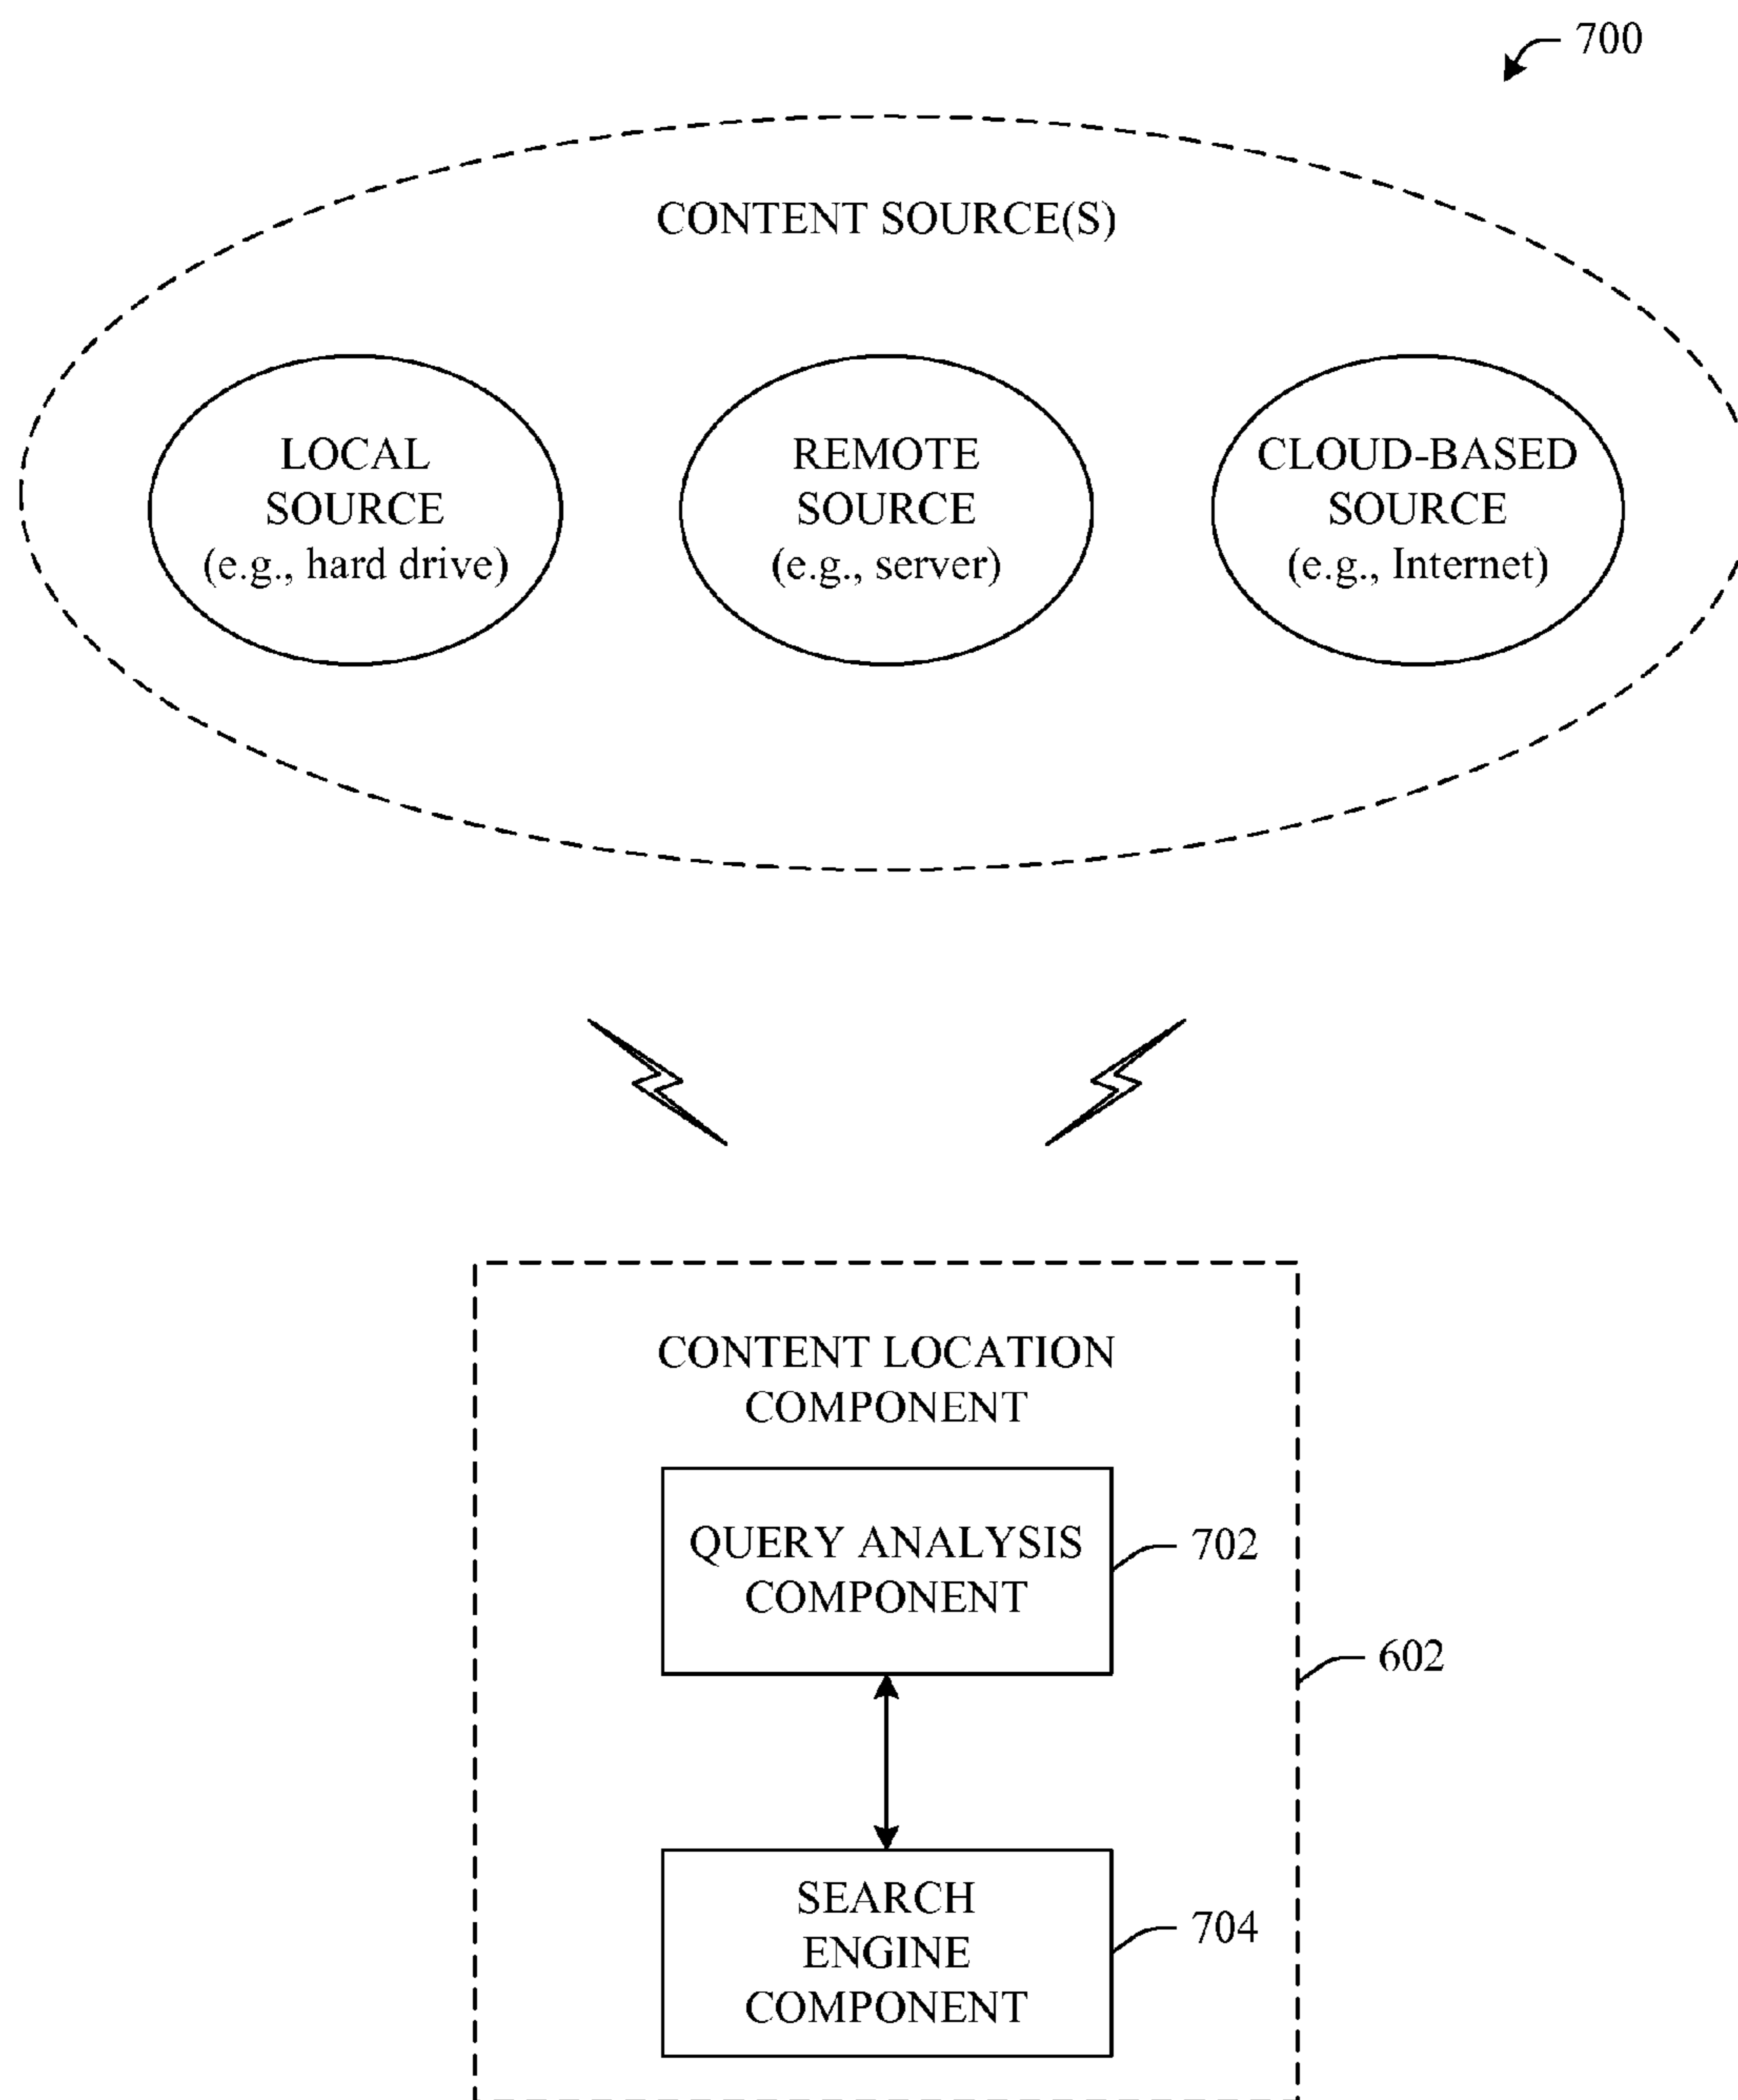 700
CONTENT SOURCE(S)
LOCAL
SOURCE
(e.g., hard drive)
REMOTE
SOURCE
(e.g., server)
CLOUD-BASED
SOURCE
(e.g., Internet)
CONTENT LOCATION
COMPONENT
QUERY ANALYSIS
COMPONENT
702
602
SEARCH
ENGINE
COMPONENT
704